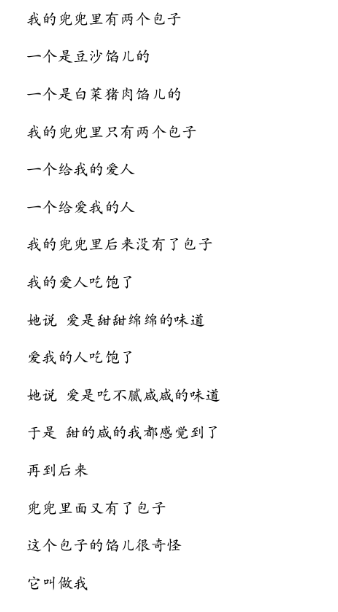 我的兜兜里有两个包子
一个是豆沙馅儿的
一个是白菜猪肉馅儿的
我的兜兜里只有两个包子
一个给我的爱人
一个给爱我的人
我的兜兜里后来没有了包子
我的爱人吃饱了
她说 爱是甜甜绵绵的味道
爱我的人吃饱了
她说 爱是吃不腻咸咸的味道
于是 甜的咸的我都感觉到了
再到后来
兜兜里面又有了包子
这个包子的馅儿很奇怪
它叫做我